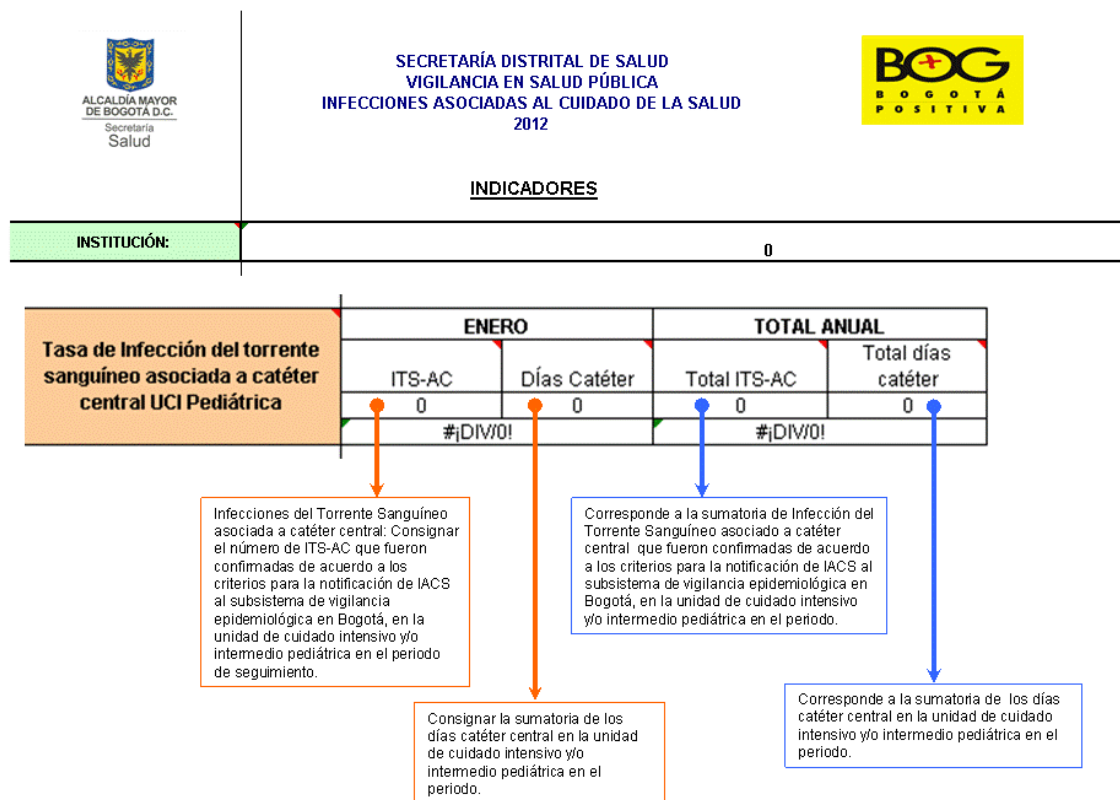 SECRETARÍA DISTRITAL DE SALUD
VIGILANCIA EN SALUD PÚBLICA
INFECCIONES ASOCIADAS AL CUIDADO DE LA SALUD
2012
ALCALDÍA MAYOR
DE BOGOTÁ D.C.
Secretaría
Salud
BOG
BOGOTÁ
POSITIVA
INDICADORES
INSTITUCIÓN:
0
Tasa de Infección del torrente
sanguíneo asociada a catéter
central UCI Pediátrica
ENERO
TOTAL ANUAL
ITS-AC
Días Catéter
Total ITS-AC
Total días
catéter
0
0
0
0
#¡DIV/0!
#¡DIV/0!
Infecciones del Torrente Sanguíneo
asociada a catéter central: Consignar
el número de ITS-AC que fueron
confirmadas de acuerdo a los
criterios para la notificación de IACS
al subsistema de vigilancia
epidemiológica en Bogotá, en la
unidad de cuidado intensivo y/o
intermedio pediátrica en el periodo
de seguimiento.
Corresponde a la sumatoria de Infección del
Torrente Sanguíneo asociado a catéter
central que fueron confirmadas de acuerdo
a los criterios para la notificación de IACS al
subsistema de vigilancia epidemiológica en
Bogotá, en la unidad de cuidado intensivo
y/o intermedio pediátrica en el periodo.
Consignar la sumatoria de los
días catéter central en la unidad
de cuidado intensivo y/o
intermedio pediátrica en el
periodo.
Corresponde a la sumatoria de los días
catéter central en la unidad de cuidado
intensivo y/o intermedio pediátrica en el
periodo.